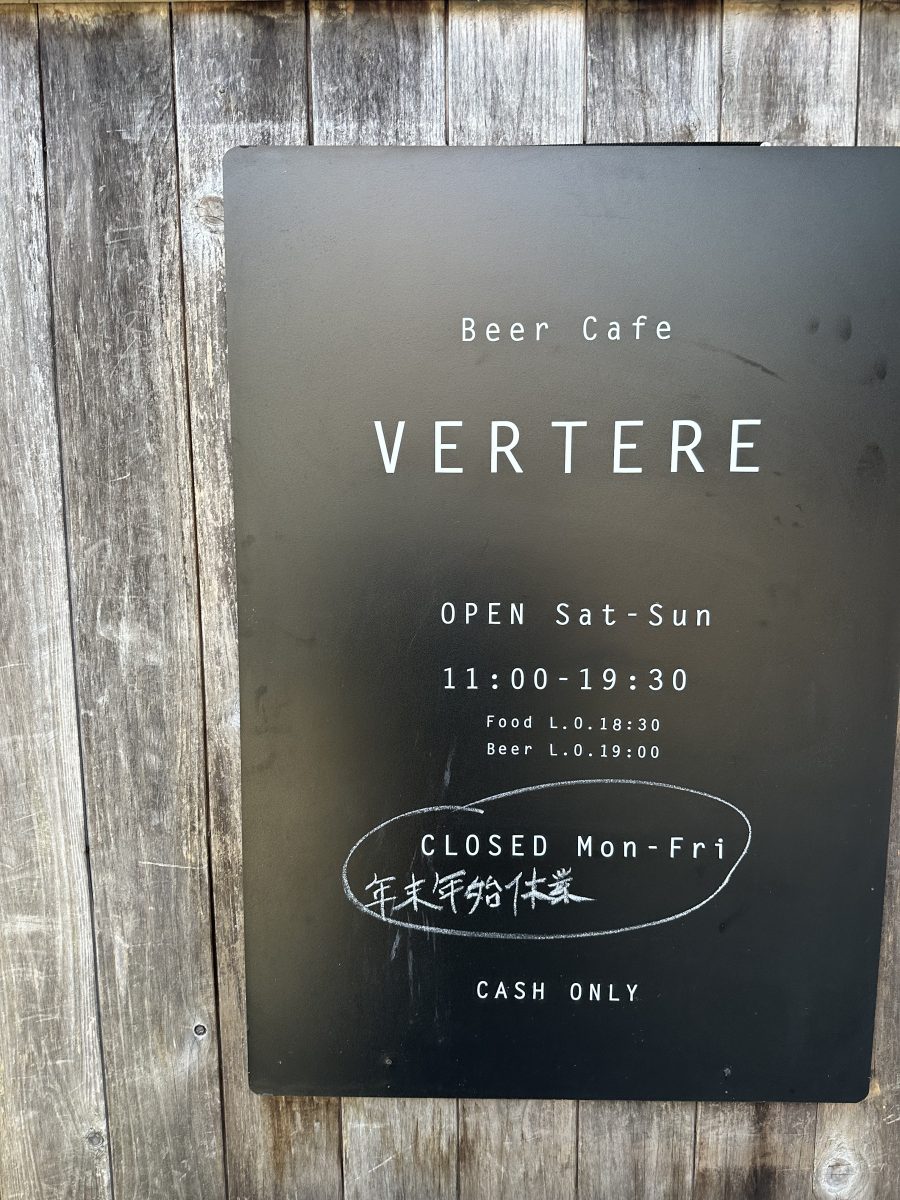 Beer Cafe
VERTERE
OPEN Sat-Sun
11:00-19:30
Food L.O.18:30
Beer L.O.19:00
CLOSED Mon-Fri
年末年始休業
CASH ONLY